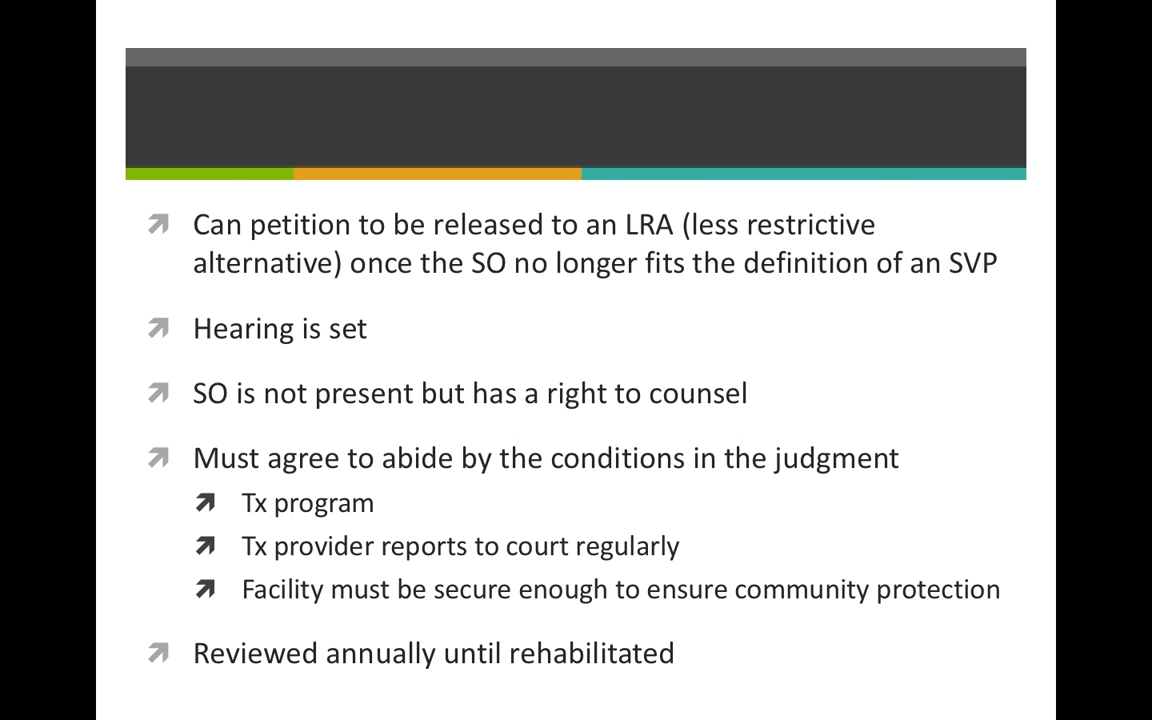 Can petition to be released to an LRA (less restrictive
alternative) once the SO no longer fits the definition of an SVP
Hearing is set
SO is not present but has a right to counsel
Must agree to abide by the conditions in the judgment
Tx program
Tx provider reports to court regularly
Facility must be secure enough to ensure community protection
Reviewed annually until rehabilitated